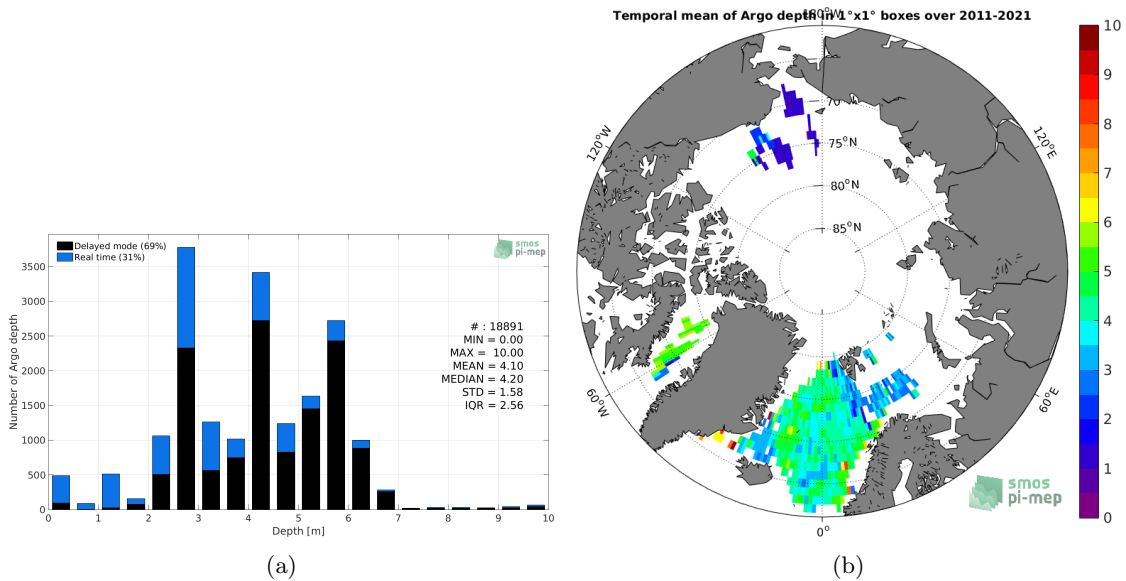 Temporal mean of Argo depth in 1°x1° boxes over 2011-2021
180°W
120°W
120°E
70°N
75°N
80°N
85°N
60°W
60°E
0°
10
9
8
7
6
5
4
3
2
1
0
smos
pi-mep
Delayed mode (69%)
Real time (31%)
smos
pi-mep
# : 18891
MIN = 0.00
MAX = 10.00
MEAN = 4.10
MEDIAN = 4.20
STD = 1.58
IQR = 2.56
Number of Argo depth
3500
3000
2500
2000
1500
1000
500
0
0 1 2 3 4 5 6 7 8 9 10
Depth [m]
(a)
(b)